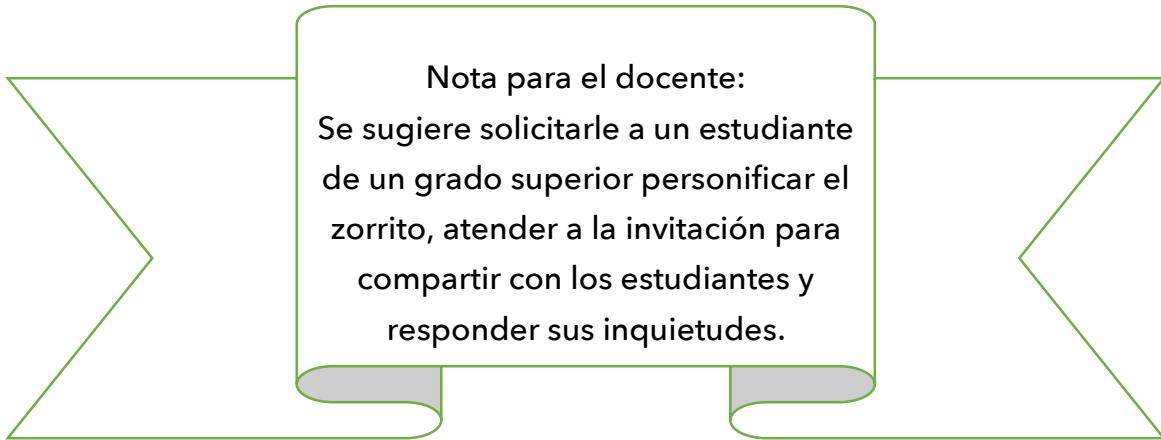 Nota para el docente:
Se sugiere solicitarle a un estudiante
de un grado superior personificar el
zorrito, atender a la invitación para
compartir con los estudiantes y
responder sus inquietudes.